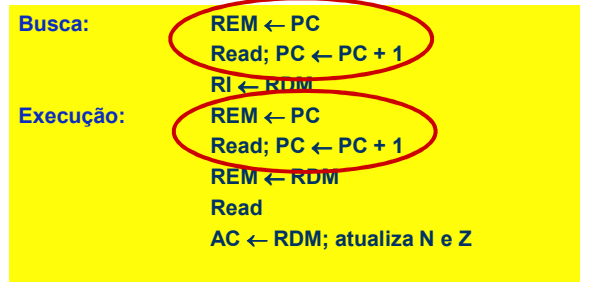 Busca: REM ← PC
Read; PC ← PC + 1
RI ← RDM
Execução: REM ← PC
Read; PC ← PC + 1
REM ← RDM
Read
AC ← RDM; atualiza N e Z